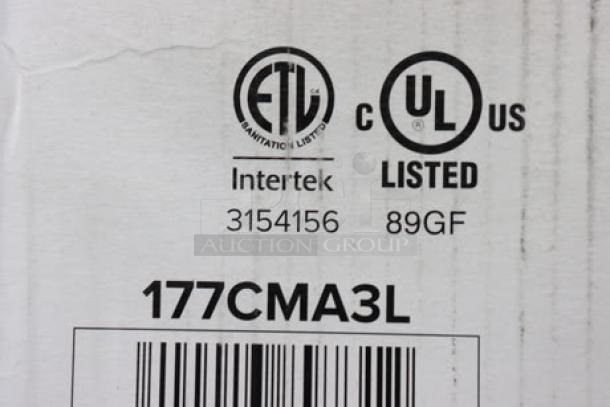 ETL
SANITATION LISTED
Intertek
3154156
C UL US
®
LISTED
89GF
AUCTION GROUP
177CMA3L